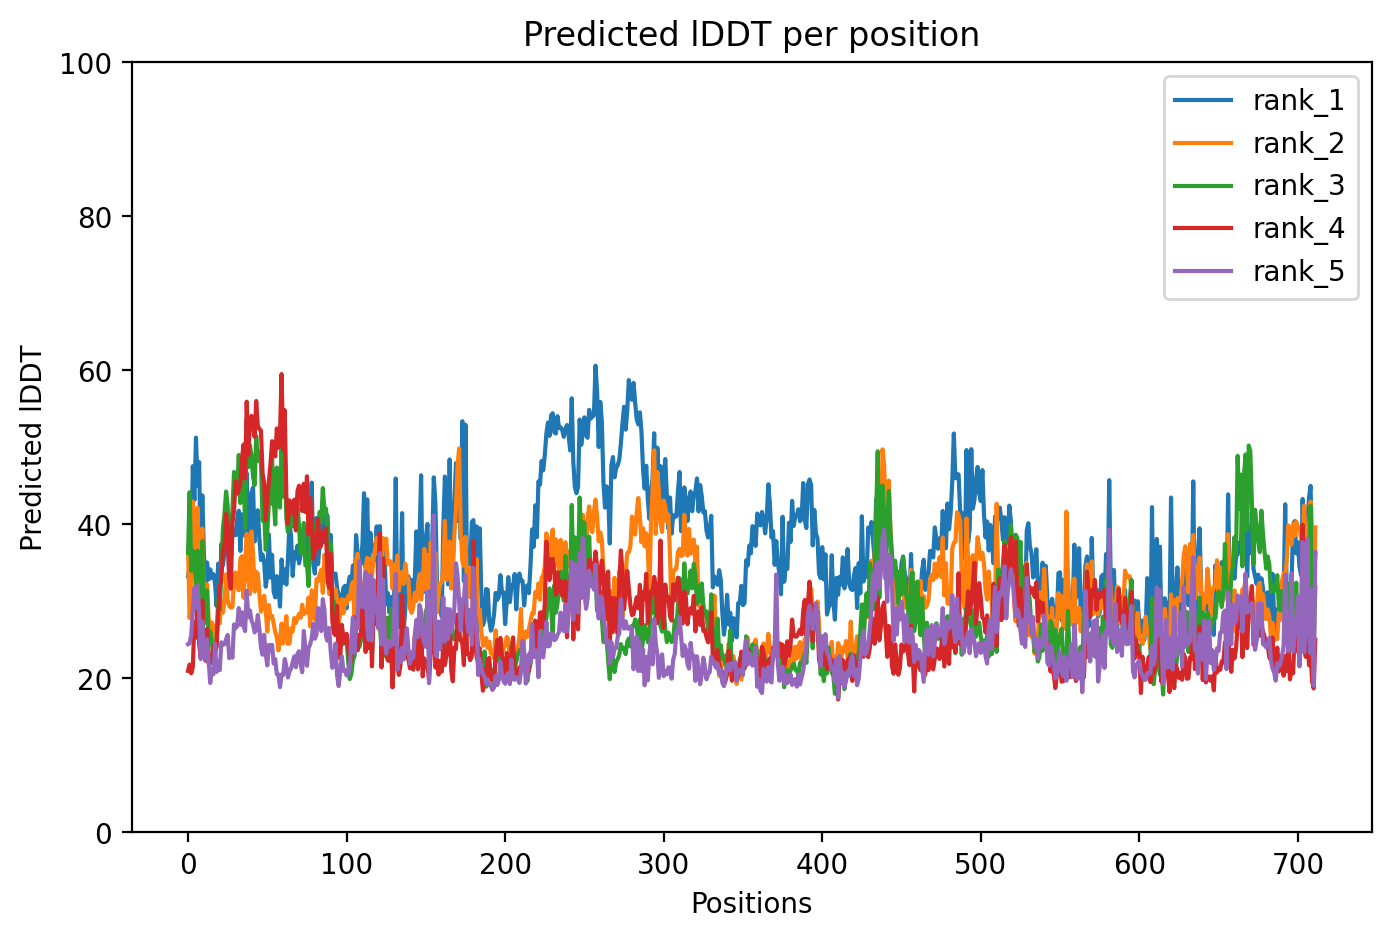 Predicted lDDT per position
100
80
60
40
20
0
Predicted lDDT
0 100 200 300 400 500 600 700
Positions
rank_1
rank_2
rank_3
rank_4
rank_5